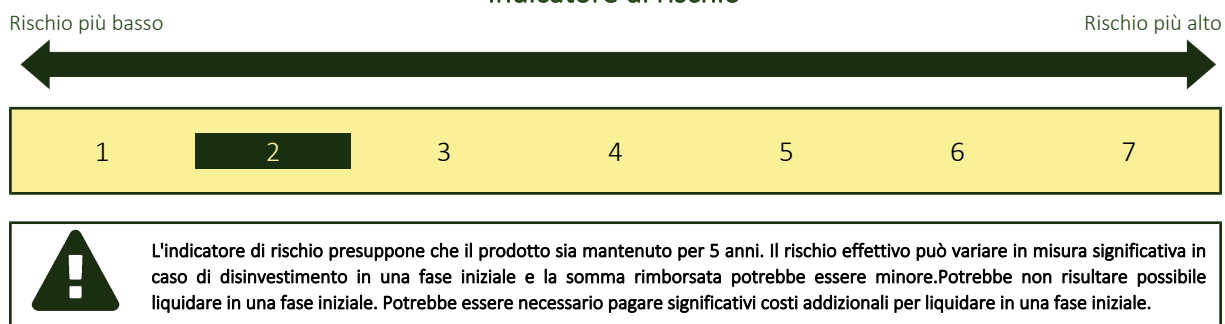 Indicatore di rischio
Rischio più basso Rischio più alto
1 2 3 4 5 6 7
L'indicatore di rischio presuppone che il prodotto sia mantenuto per 5 anni. Il rischio effettivo può variare in misura significativa in
caso di disinvestimento in una fase iniziale e la somma rimborsata potrebbe essere minore.Potrebbe non risultare possibile
liquidare in una fase iniziale. Potrebbe essere necessario pagare significativi costi addizionali per liquidare in una fase iniziale.